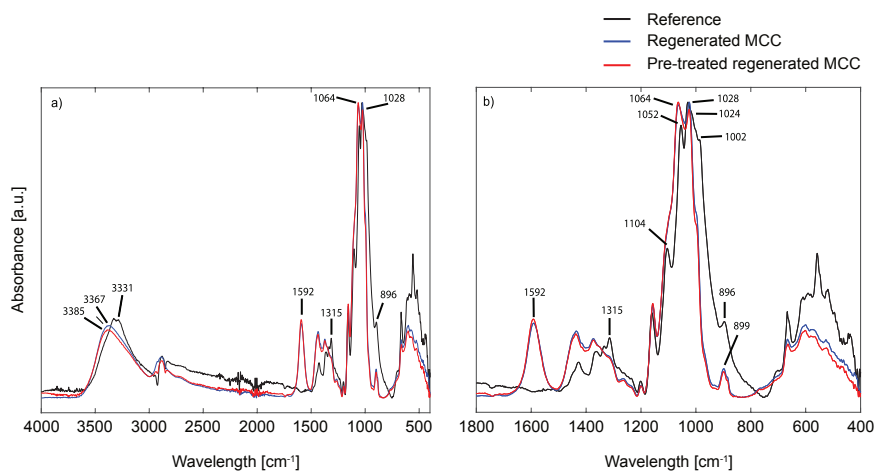 Reference
Regenerated MCC
Pre-treated regenerated MCC
a)
1064
1028
3367
3331
3385
1592
1315
896
Absorbance [a.u.]
4000 3500 3000 2500 2000 1500 1000 500
Wavelength [cm-1]
b)
1064
1028
1052
1024
1002
1104
1592
1315
896
899
1800 1600 1400 1200 1000 800 600 400
Wavelength [cm-1]